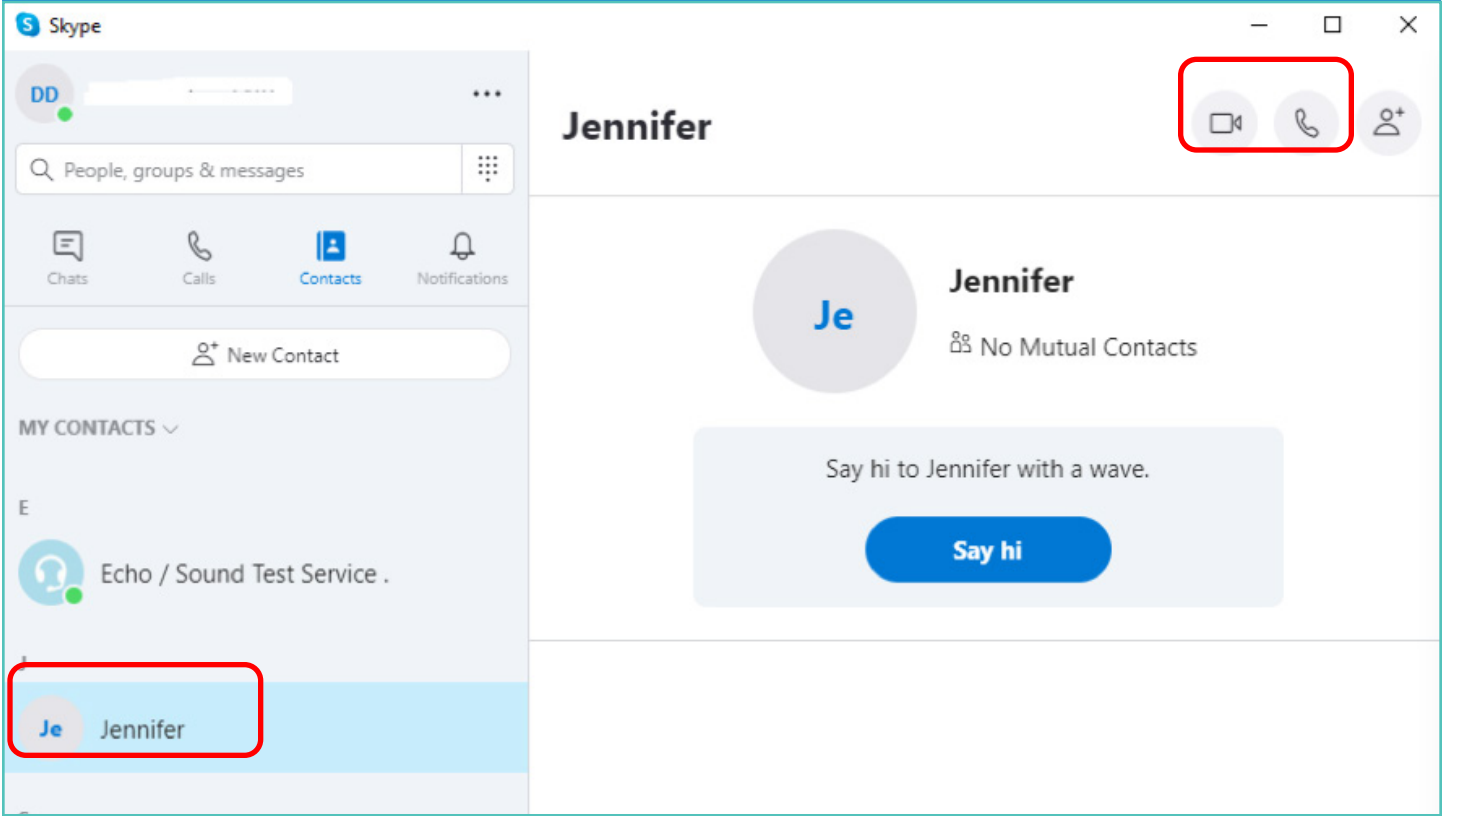 Skype
DD
People, groups & messages
Chats
Calls
Contacts
Notifications
New Contact
MY CONTACTS
E
Echo / Sound Test Service .
Je
Jennifer
Jennifer
Je
Jennifer
No Mutual Contacts
Say hi to Jennifer with a wave.
Say hi